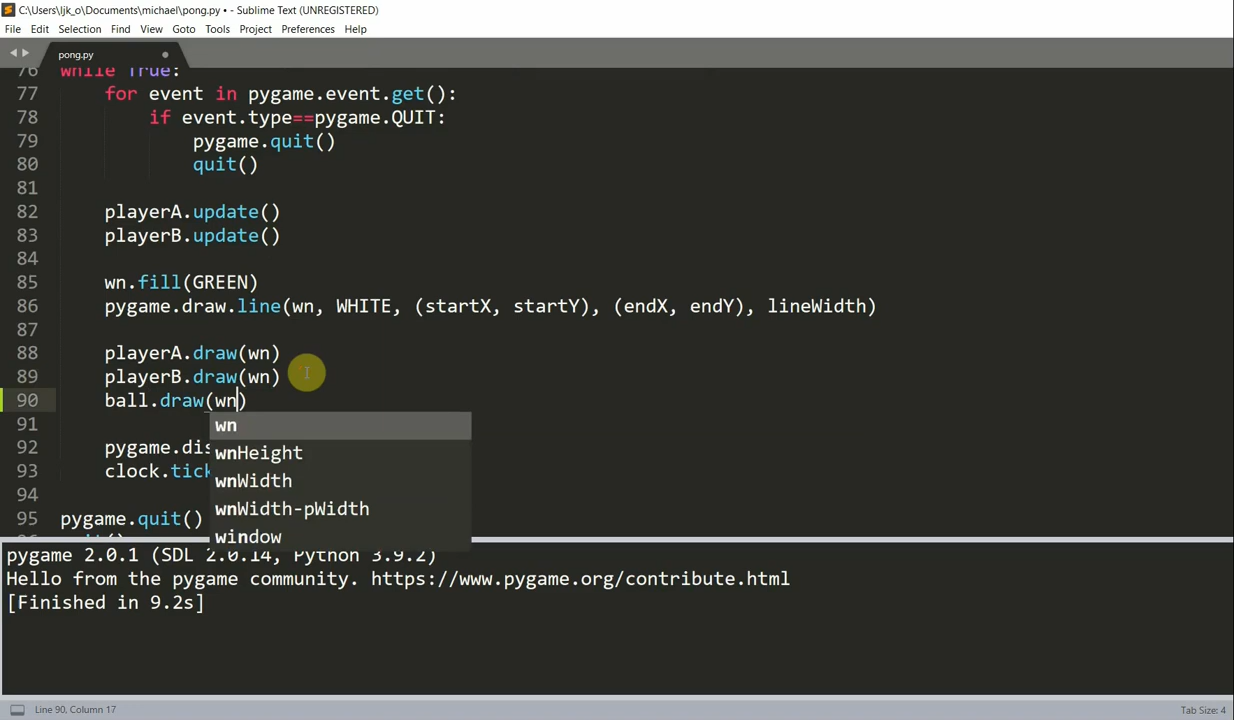 C:\Users\ljk_o\Documents\michael\pong.py • - Sublime Text (UNREGISTERED)
File Edit Selection Find View Goto Tools Project Preferences Help
pong.py
76 while True:
77 for event in pygame.event.get():
78 if event.type==pygame.QUIT:
79 pygame.quit()
80 quit()
81
82 playerA.update()
83 playerB.update()
84
85 wn.fill(GREEN)
86 pygame.draw.line(wn, WHITE, (startX, startY), (endX, endY), lineWidth)
87
88 playerA.draw(wn)
89 playerB.draw(wn)
90 ball.draw(wn)
91 wn
92 pygame.dis wnHeight
93 clock.tick wnWidth
94 wnWidth-pWidth
95 pygame.quit() window
pygame 2.0.1 (SDL 2.0.14, Python 3.9.2)
Hello from the pygame community. https://www.pygame.org/contribute.html
[Finished in 9.2s]
Line 90, Column 17 Tab Size: 4